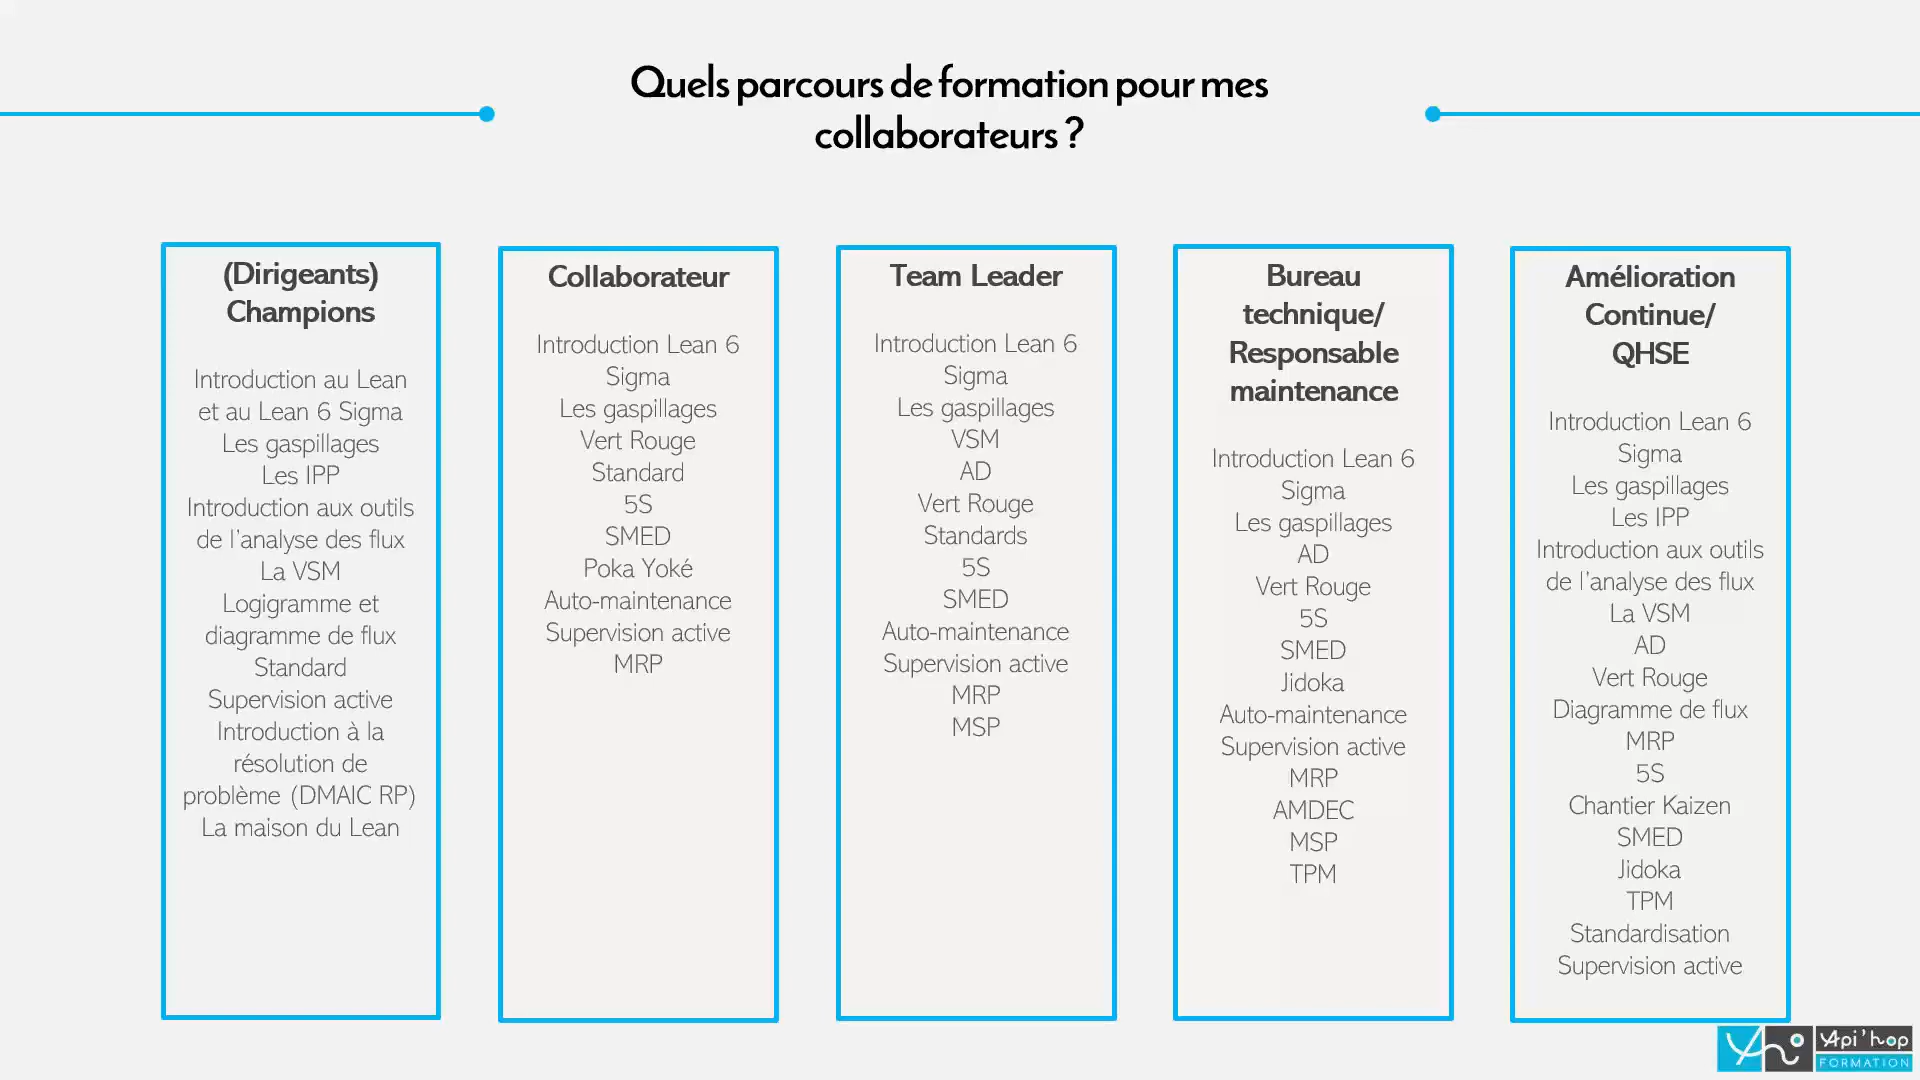 Quels parcours de formation pour mes
collaborateurs ?
(Dirigeants)
Champions
Introduction au Lean
et au Lean 6 Sigma
Les gaspillages
Les IPP
Introduction aux outils
de l'analyse des flux
La VSM
Logigramme et
diagramme de flux
Standard
Supervision active
Introduction à la
résolution de
problème (DMAIC RP)
La maison du Lean
Collaborateur
Introduction Lean 6
Sigma
Les gaspillages
Vert Rouge
Standard
5S
SMED
Poka Yoké
Auto-maintenance
Supervision active
MRP
Team Leader
Introduction Lean 6
Sigma
Les gaspillages
VSM
AD
Vert Rouge
Standards
5S
SMED
Auto-maintenance
Supervision active
MRP
MSP
Bureau
technique/
Responsable
maintenance
Introduction Lean 6
Sigma
Les gaspillages
AD
Vert Rouge
5S
SMED
Jidoka
Auto-maintenance
Supervision active
MRP
AMDEC
MSP
TPM
Amélioration
Continue/
QHSE
Introduction Lean 6
Sigma
Les gaspillages
Les IPP
Introduction aux outils
de l'analyse des flux
La VSM
AD
Vert Rouge
Diagramme de flux
MRP
5S
Chantier Kaizen
SMED
Jidoka
TPM
Standardisation
Supervision active
Api'hop
FORMATION